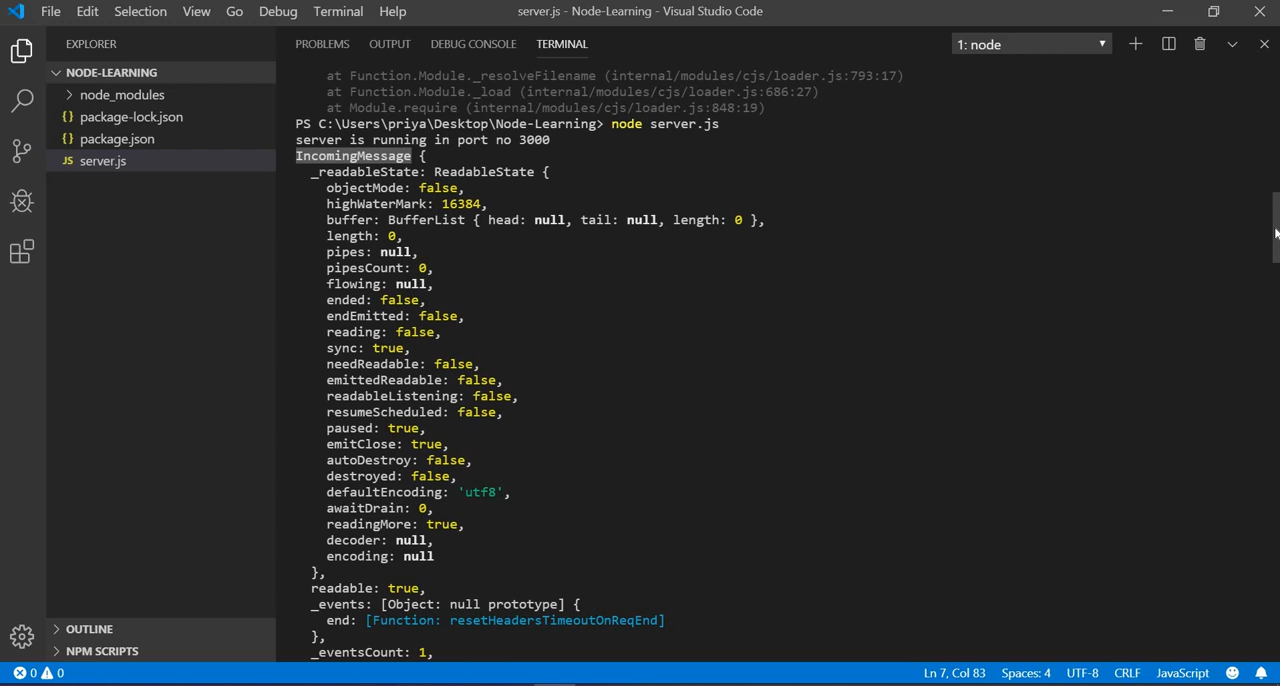 File Edit Selection View Go Debug Terminal Help
server.js - Node-Learning - Visual Studio Code
EXPLORER
NODE-LEARNING
node_modules
{} package-lock.json
{} package.json
JS server.js
OUTLINE
NPM SCRIPTS
PROBLEMS OUTPUT DEBUG CONSOLE TERMINAL
1: node
at Function.Module._resolveFilename (internal/modules/cjs/loader.js:793:17)
at Function.Module._load (internal/modules/cjs/loader.js:686:27)
at Module.require (internal/modules/cjs/loader.js:848:19)
PS C:\Users\priya\Desktop\Node-Learning> node server.js
server is running in port no 3000
IncomingMessage {
_readableState: ReadableState {
objectMode: false,
highWaterMark: 16384,
buffer: BufferList { head: null, tail: null, length: 0 },
length: 0,
pipes: null,
pipesCount: 0,
flowing: null,
ended: false,
endEmitted: false,
reading: false,
sync: true,
needReadable: false,
emittedReadable: false,
readableListening: false,
resumeScheduled: false,
paused: true,
emitClose: true,
autoDestroy: false,
destroyed: false,
defaultEncoding: 'utf8',
awaitDrain: 0,
readingMore: true,
decoder: null,
encoding: null
},
readable: true,
_events: [Object: null prototype] {
end: [Function: resetHeadersTimeoutOnReqEnd]
},
_eventsCount: 1,
0 0
Ln 7, Col 83 Spaces: 4 UTF-8 CRLF JavaScript